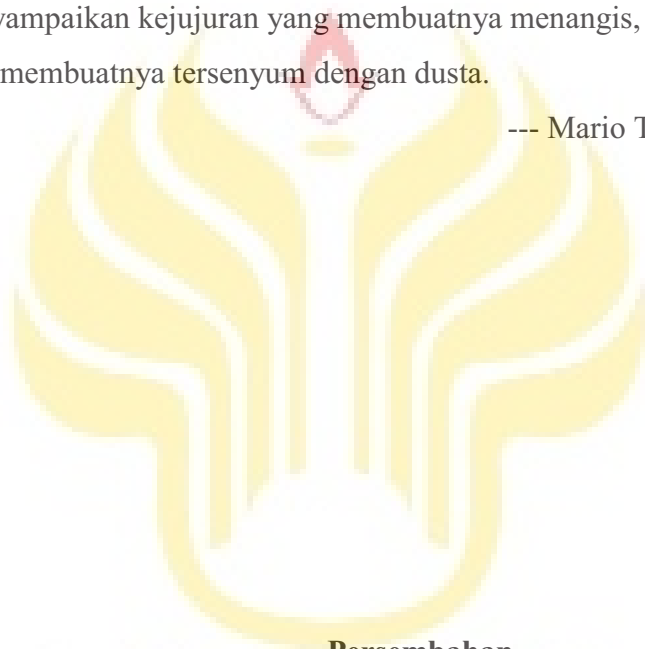 yampaikan kejujuran yang membuatnya menangis,
membuatnya tersenyum dengan dusta.
--- Mario T
Persembahan